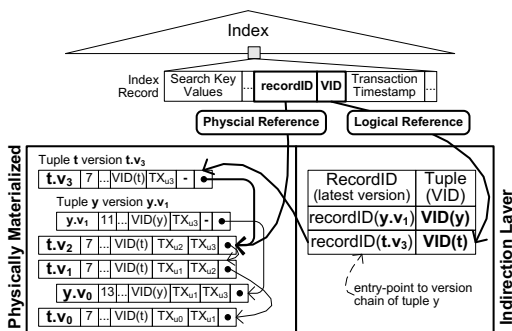 Index
Index Record
Search Key Values ... recordID VID Transaction Timestamp ...
Physcial Reference
Logical Reference
Physically Materialized
Tuple t version t.v3
t.v3 7 ... VID(t) TXu3 -
Tuple y version y.v1
y.v1 11 ... VID(y) TXu3 -
t.v2 7 ... VID(t) TXu2 TXu3
t.v1 7 ... VID(t) TXu1 TXu2
y.v0 13 ... VID(y) TXu1 TXu3
t.v0 7 ... VID(t) TXu0 TXu1
RecordID (latest version) Tuple (VID)
recordID(y.v1) VID(y)
recordID(t.v3) VID(t)
entry-point to version
chain of tuple y
Indirection Layer